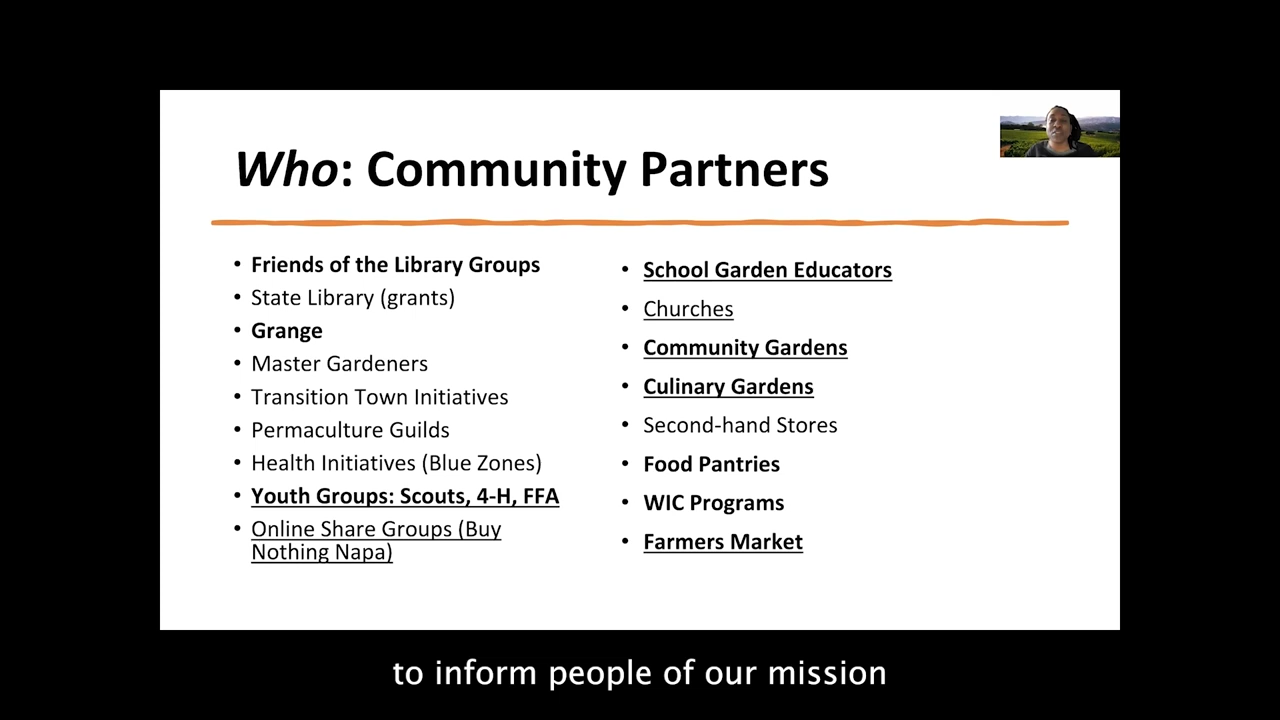 Who: Community Partners
• Friends of the Library Groups
• State Library (grants)
• Grange
• Master Gardeners
• Transition Town Initiatives
• Permaculture Guilds
• Health Initiatives (Blue Zones)
• Youth Groups: Scouts, 4-H, FFA
• Online Share Groups (Buy
Nothing Napa)
• School Garden Educators
• Churches
• Community Gardens
• Culinary Gardens
• Second-hand Stores
• Food Pantries
• WIC Programs
• Farmers Market
to inform people of our mission